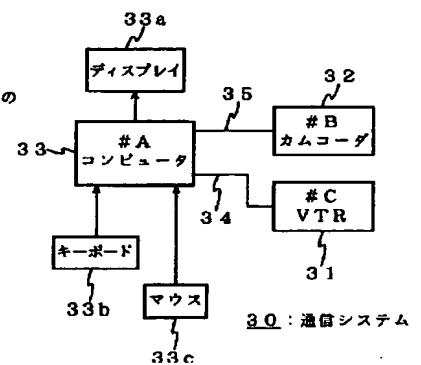 33a
ディスプレイ
の
35
32
33
#A
コンピュータ
#B
カムコーダ
34
#C
VTR
31
キーボード
33b
マウス
33c
30:通信システム